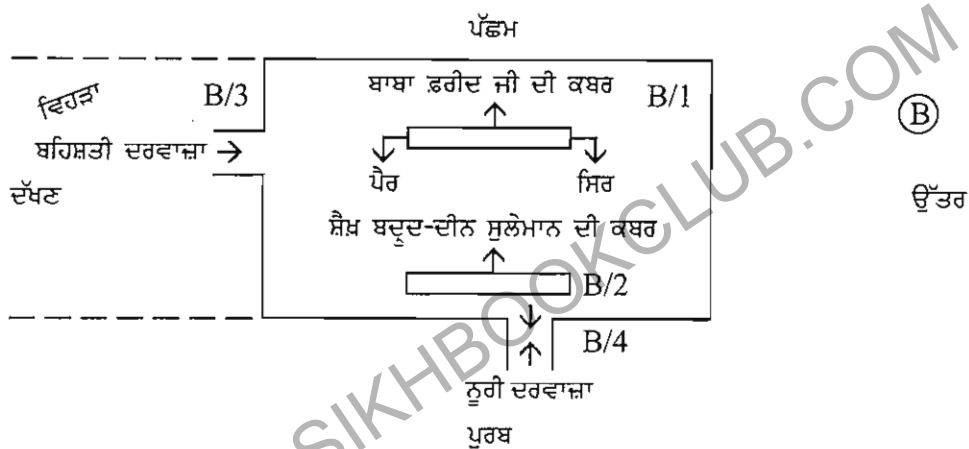 ਪੱਛਮ
ਵਿਹੜਾ
B/3
ਬਾਬਾ ਫ਼ਰੀਦ ਜੀ ਦੀ ਕਬਰ
B/1
B
ਬਹਿਸ਼ਤੀ ਦਰਵਾਜ਼ਾ
ਪੈਰ
ਸਿਰ
ਦੱਖਣ
ਉੱਤਰ
ਸ਼ੈਖ਼ ਬਦ੍ਰੁਦ-ਦੀਨ ਸੁਲੇਮਾਨ ਦੀ ਕਬਰ
B/2
B/4
ਨੂਰੀ ਦਰਵਾਜ਼ਾ
ਪੂਰਬ
SIKHBOOKCLUB.COM